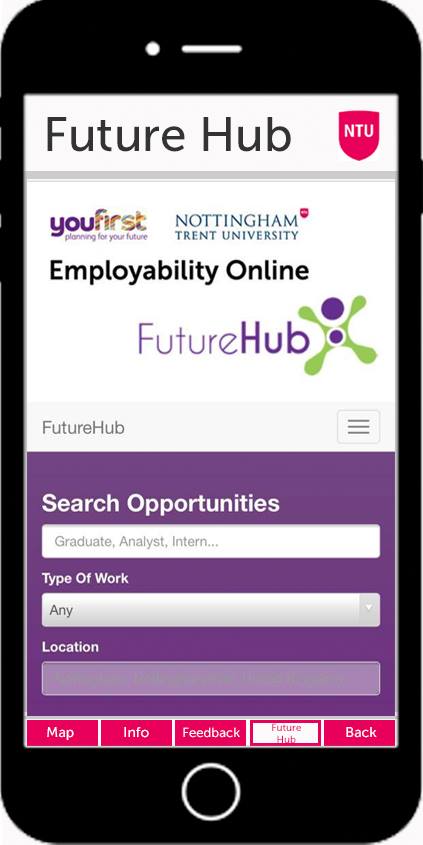 Future Hub
NTU
youfirst
planning for your future
NOTTINGHAM
NTU
TRENT UNIVERSITY
Employability Online
FutureHub
FutureHub
Search Opportunities
Graduate, Analyst, Intern...
Type Of Work
Any
Location
Map
Info
Feedback
Future
Hub
Back